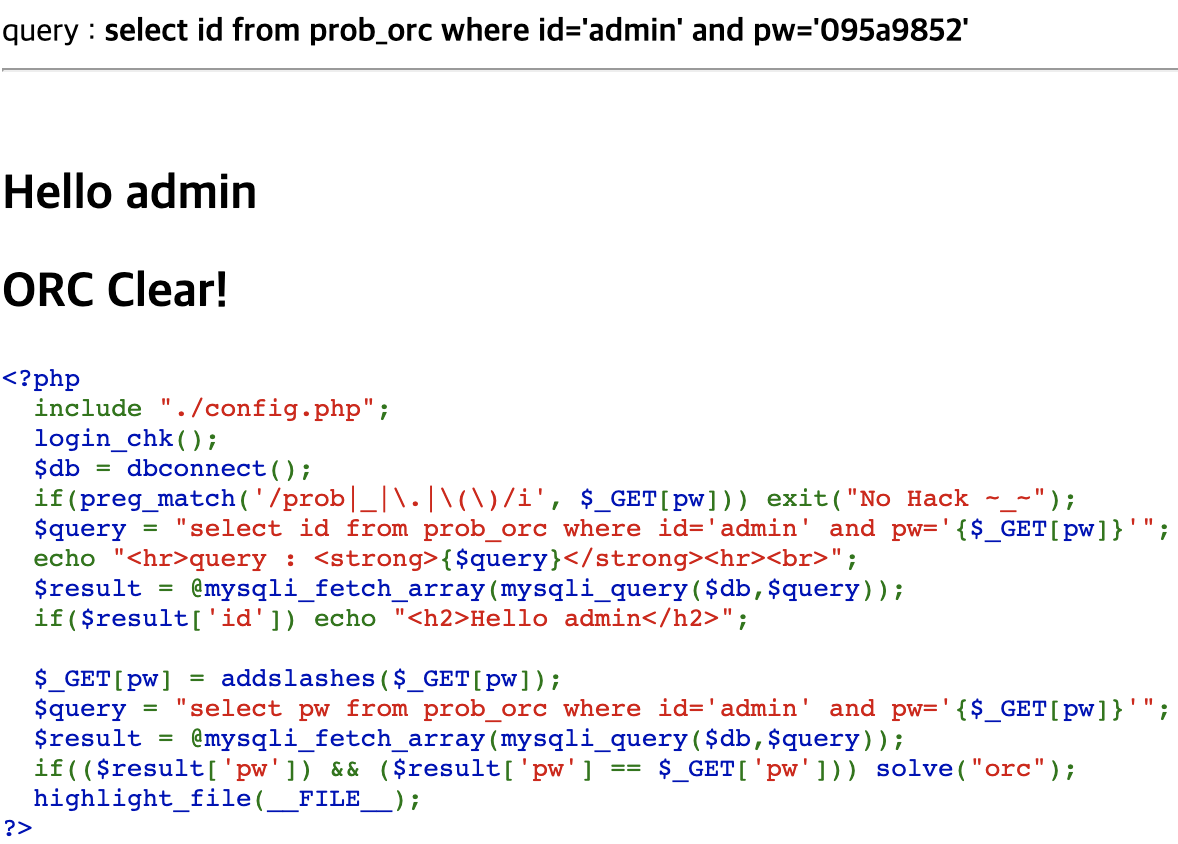 query : select id from prob_orc where id='admin' and pw='095a9852'
Hello admin
ORC Clear!
<?php
  include "./config.php";
  login_chk();
  $db = dbconnect();
  if(preg_match('/prob|_|\.|\(\)/i', $_GET[pw])) exit("No Hack ~_~");
  $query = "select id from prob_orc where id='admin' and pw='{$_GET[pw]}'";
  echo "<hr>query : <strong>{$query}</strong><hr><br>";
  $result = @mysqli_fetch_array(mysqli_query($db,$query));
  if($result['id']) echo "<h2>Hello admin</h2>";
  $_GET[pw] = addslashes($_GET[pw]);
  $query = "select pw from prob_orc where id='admin' and pw='{$_GET[pw]}'";
  $result = @mysqli_fetch_array(mysqli_query($db,$query));
  if(($result['pw']) && ($result['pw'] == $_GET['pw'])) solve("orc");
  highlight_file(__FILE__);
?>